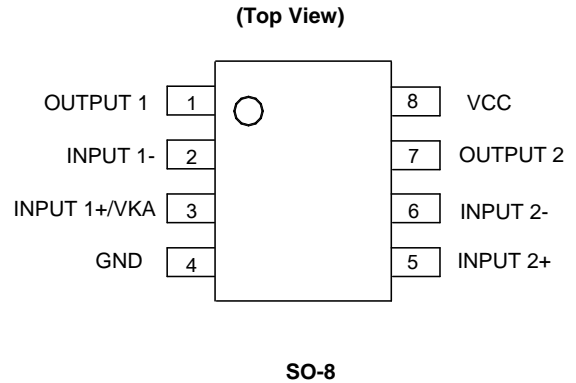 (Top View)
OUTPUT 1 1 8 VCC
INPUT 1- 2 7 OUTPUT 2
INPUT 1+/VKA 3 6 INPUT 2-
GND 4 5 INPUT 2+
SO-8